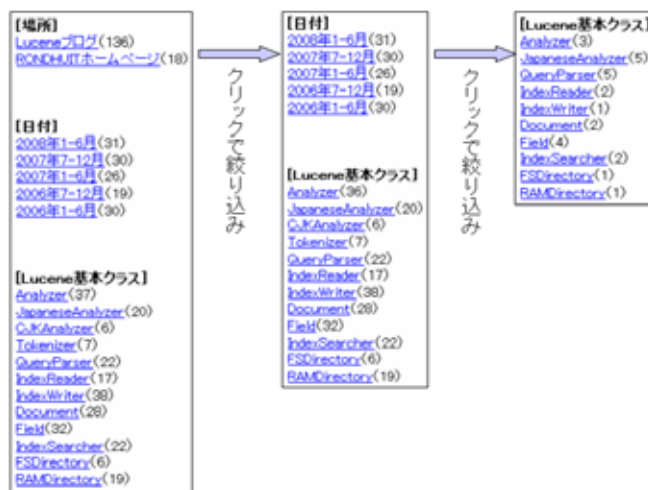 [場所]
Luceneブログ(136)
RONDHUITホームページ(18)
[日付]
2008年1-6月(31)
2007年7-12月(30)
2007年1-6月(26)
2006年7-12月(19)
2006年1-6月(30)
[Lucene基本クラス]
Analyzer(37)
JapaneseAnalyzer(20)
CJKAnalyzer(6)
Tokenizer(7)
QueryParser(22)
IndexReader(17)
IndexWriter(38)
Document(28)
Field(32)
IndexSearcher(22)
FSDirectory(6)
RAMDirectory(19)
クリックで絞り込み
[日付]
2008年1-6月(31)
2007年7-12月(30)
2007年1-6月(26)
2006年7-12月(19)
2006年1-6月(30)
[Lucene基本クラス]
Analyzer(36)
JapaneseAnalyzer(20)
CJKAnalyzer(6)
Tokenizer(7)
QueryParser(22)
IndexReader(17)
IndexWriter(38)
Document(28)
Field(32)
IndexSearcher(22)
FSDirectory(6)
RAMDirectory(19)
クリックで絞り込み
[Lucene基本クラス]
Analyzer(3)
JapaneseAnalyzer(5)
QueryParser(5)
IndexReader(2)
IndexWriter(1)
Document(2)
Field(4)
IndexSearcher(2)
FSDirectory(1)
RAMDirectory(1)